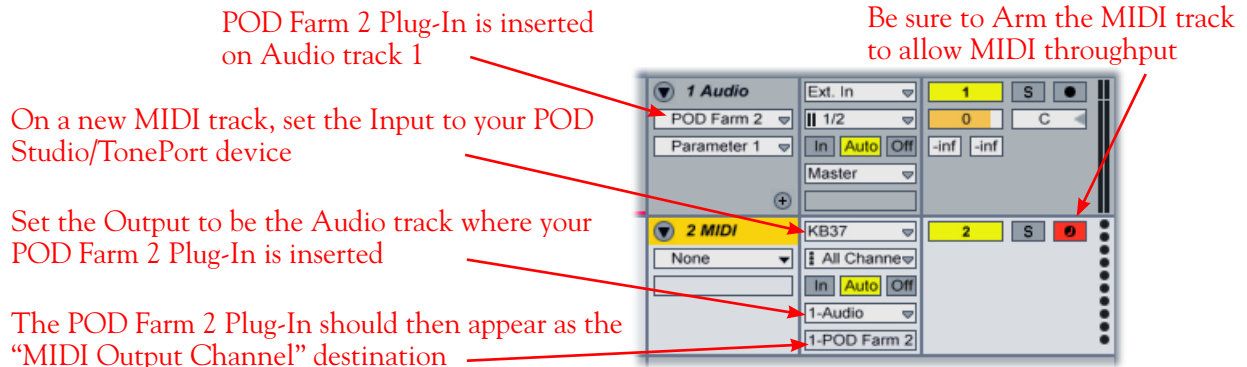 POD Farm 2 Plug-In is inserted
on Audio track 1
Be sure to Arm the MIDI track
to allow MIDI throughput
On a new MIDI track, set the Input to your POD
Studio/TonePort device
Set the Output to be the Audio track where your
POD Farm 2 Plug-In is inserted
The POD Farm 2 Plug-In should then appear as the
“MIDI Output Channel” destination
1 Audio
Ext. In
1
S
POD Farm 2
1/2
0
C
Parameter 1
In Auto Off
-inf -inf
Master
2 MIDI
KB37
2
S
None
All Channe
In Auto Off
1-Audio
1-POD Farm 2